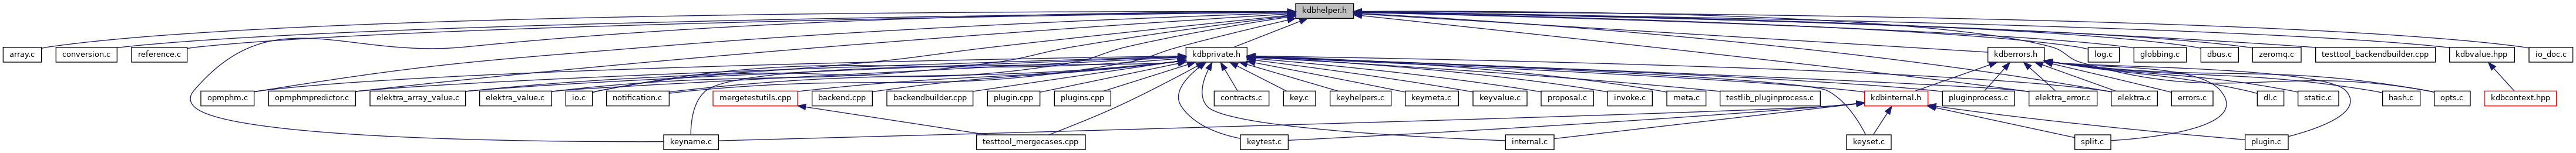 kdbhelper.h
array.c
conversion.c
reference.c
kdbprivate.h
kdberrors.h
log.c
globbing.c
dbus.c
zeromq.c
testtool_backendbuilder.cpp
kdbvalue.hpp
io_doc.c
opmphm.c
opmphmpredictor.c
elektra_array_value.c
elektra_value.c
io.c
notification.c
mergetestutils.cpp
backend.cpp
backendbuilder.cpp
plugin.cpp
plugins.cpp
contracts.c
key.c
keyhelpers.c
keymeta.c
keyvalue.c
proposal.c
invoke.c
meta.c
testlib_pluginprocess.c
kdbinternal.h
pluginprocess.c
elektra_error.c
elektra.c
errors.c
dl.c
static.c
hash.c
opts.c
kdbcontext.hpp
keyname.c
testtool_mergecases.cpp
keytest.c
internal.c
keyset.c
split.c
plugin.c